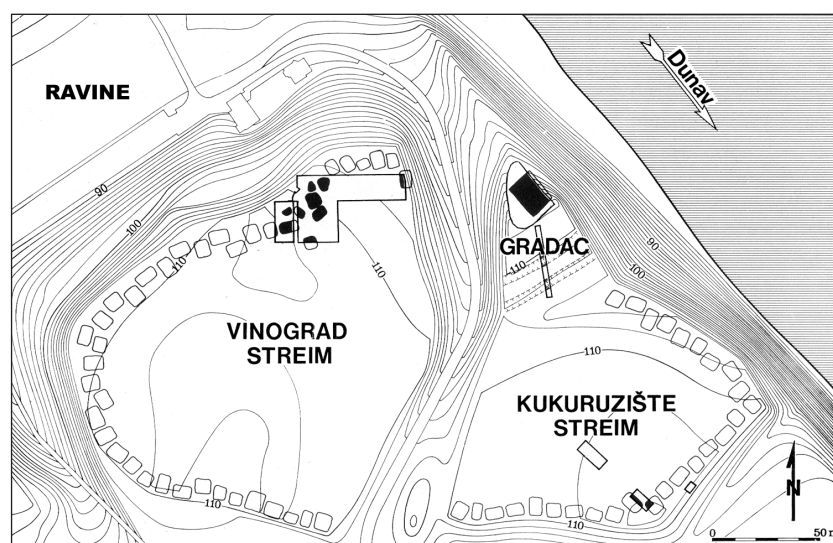 RAVINE
Dunav
90
100
110
110
VINOGRAD
STREIM
110
GRADAC
110
90
100
110
KUKURUZIŠTE
STREIM
110
N
0 50 m